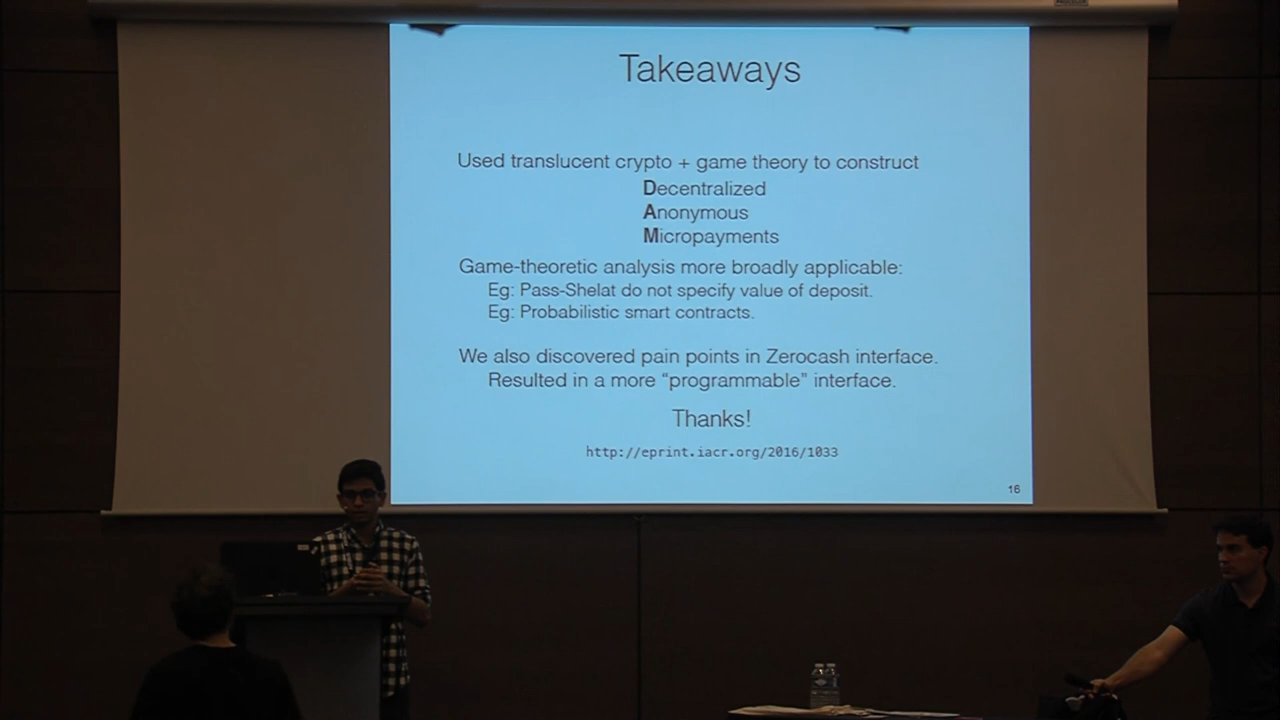 Takeaways
Used translucent crypto + game theory to construct
Decentralized
Anonymous
Micropayments
Game-theoretic analysis more broadly applicable:
Eg: Pass-Shelat do not specify value of deposit.
Eg: Probabilistic smart contracts.
We also discovered pain points in Zerocash interface.
Resulted in a more “programmable” interface.
Thanks!
http://eprint.iacr.org/2016/1033
16